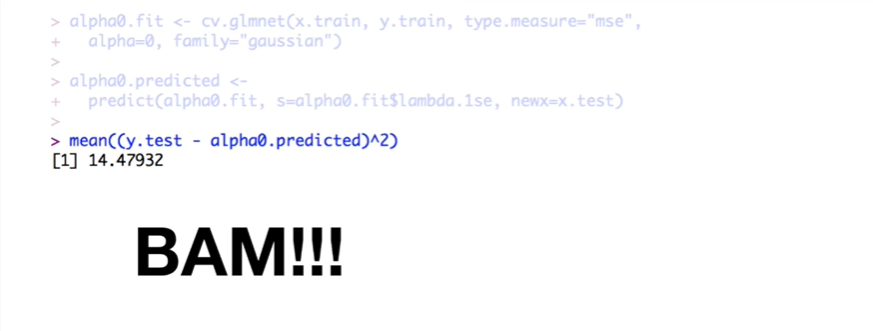 > alpha0.fit <- cv.glmnet(x.train, y.train, type.measure="mse",
+   alpha=0, family="gaussian")
>
> alpha0.predicted <-
+   predict(alpha0.fit, s=alpha0.fit$lambda.1se, newx=x.test)
>
> mean((y.test - alpha0.predicted)^2)
[1] 14.47932
BAM!!!